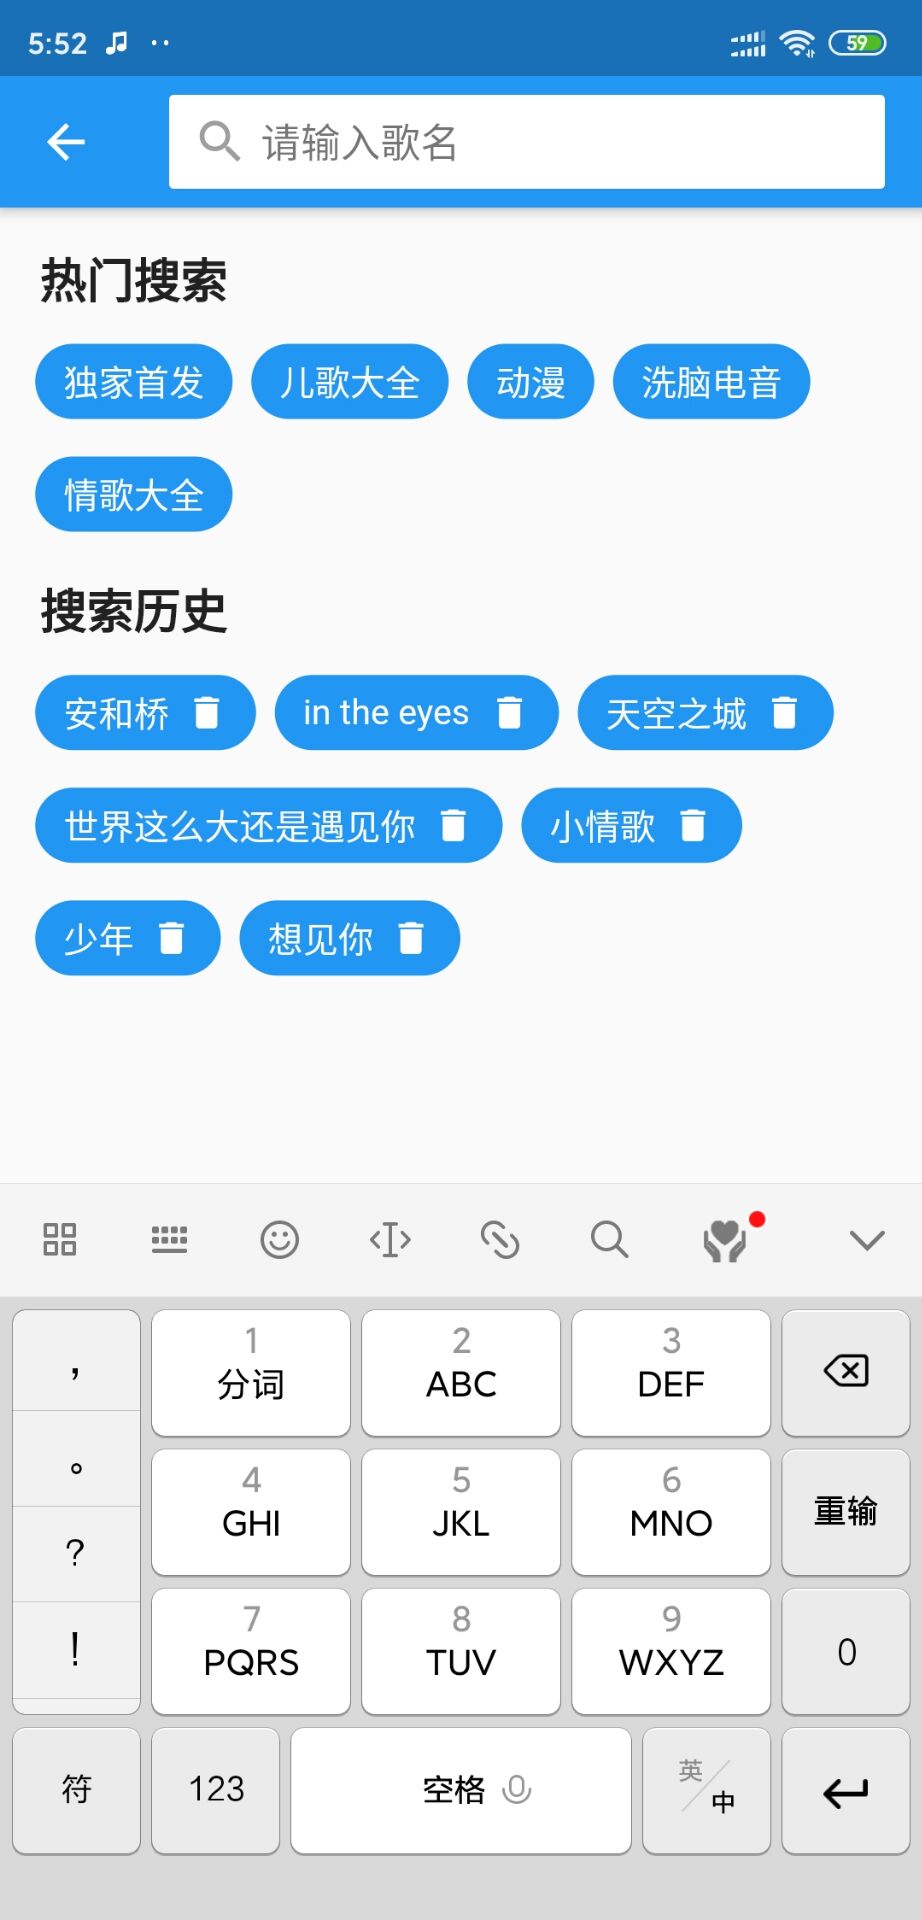 5:52
59
请输入歌名
热门搜索
独家首发 儿歌大全 动漫 洗脑电音
情歌大全
搜索历史
安和桥 in the eyes 天空之城
世界这么大还是遇见你 小情歌
少年 想见你
， 1 2 3
分词 ABC DEF
。 4 5 6
GHI JKL MNO 重输
？ 7 8 9
！ PQRS TUV WXYZ 0
符 123 空格 英/中